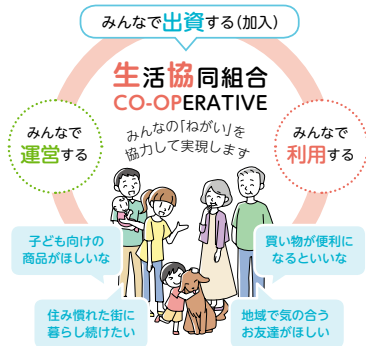 みんなで出資する(加入)
生活協同組合
CO-OPERATIVE
みんなの「ねがい」を
協力して実現します
みんなで
運営する
みんなで
利用する
子ども向けの
商品がほしいな
買い物が便利に
なるといいな
住み慣れた街に
暮らし続けたい
地域で気の合う
お友達がほしい